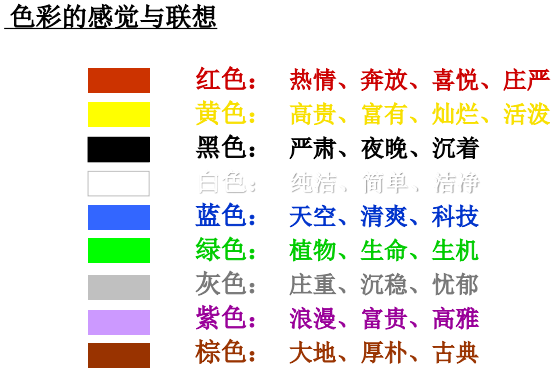 色彩的感觉与联想
红色： 热情、奔放、喜悦、庄严
黄色： 高贵、富有、灿烂、活泼
黑色： 严肃、夜晚、沉着
白色： 纯洁、简单、洁净
蓝色： 天空、清爽、科技
绿色： 植物、生命、生机
灰色： 庄重、沉稳、忧郁
紫色： 浪漫、富贵、高雅
棕色： 大地、厚朴、古典